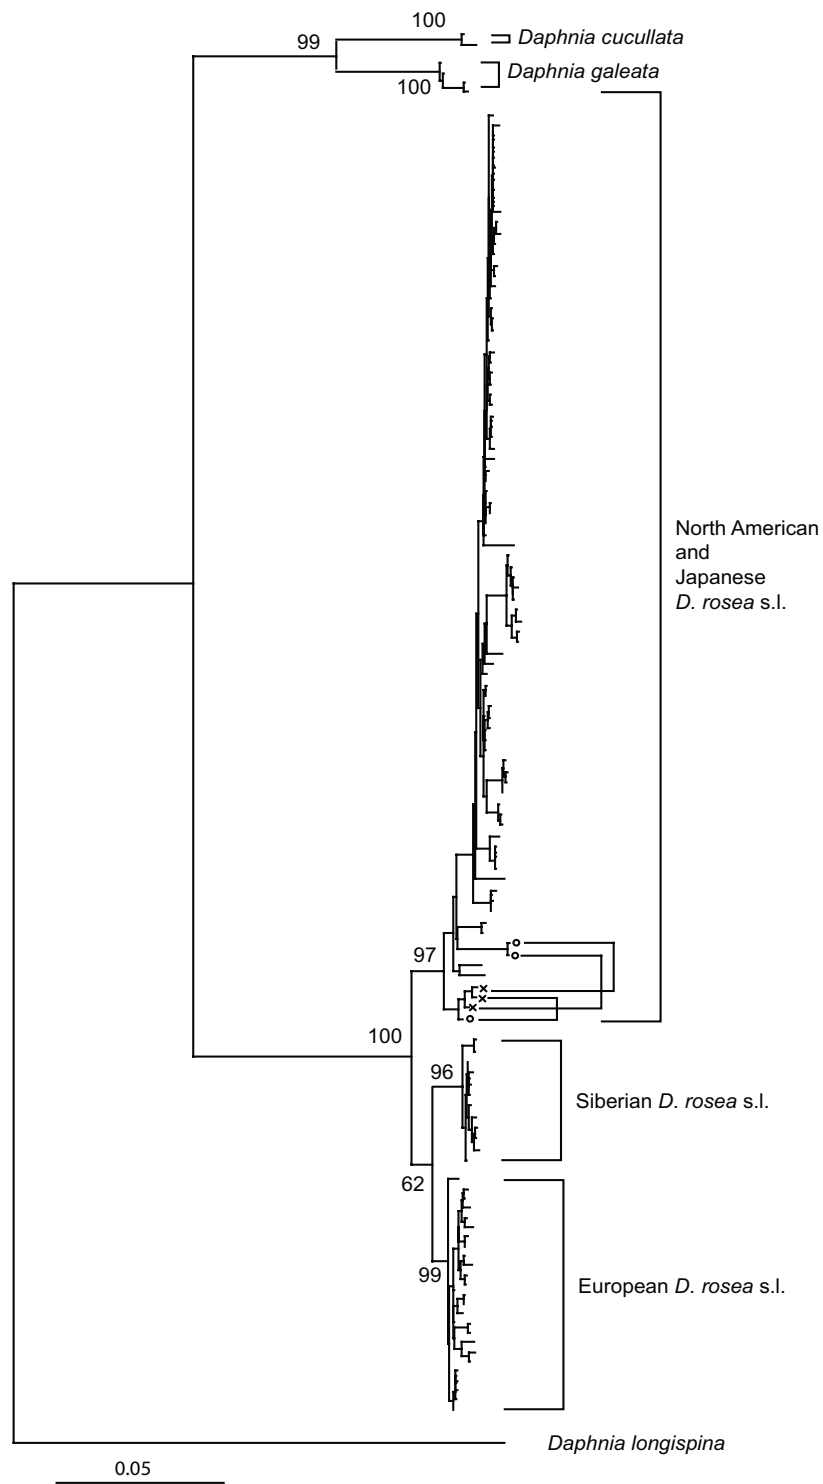 100
Daphnia cucullata
99
Daphnia galeata
100
North American
and
Japanese
D. rosea s.l.
97
100
96
Siberian D. rosea s.l.
62
99
European D. rosea s.l.
Daphnia longispina
0.05